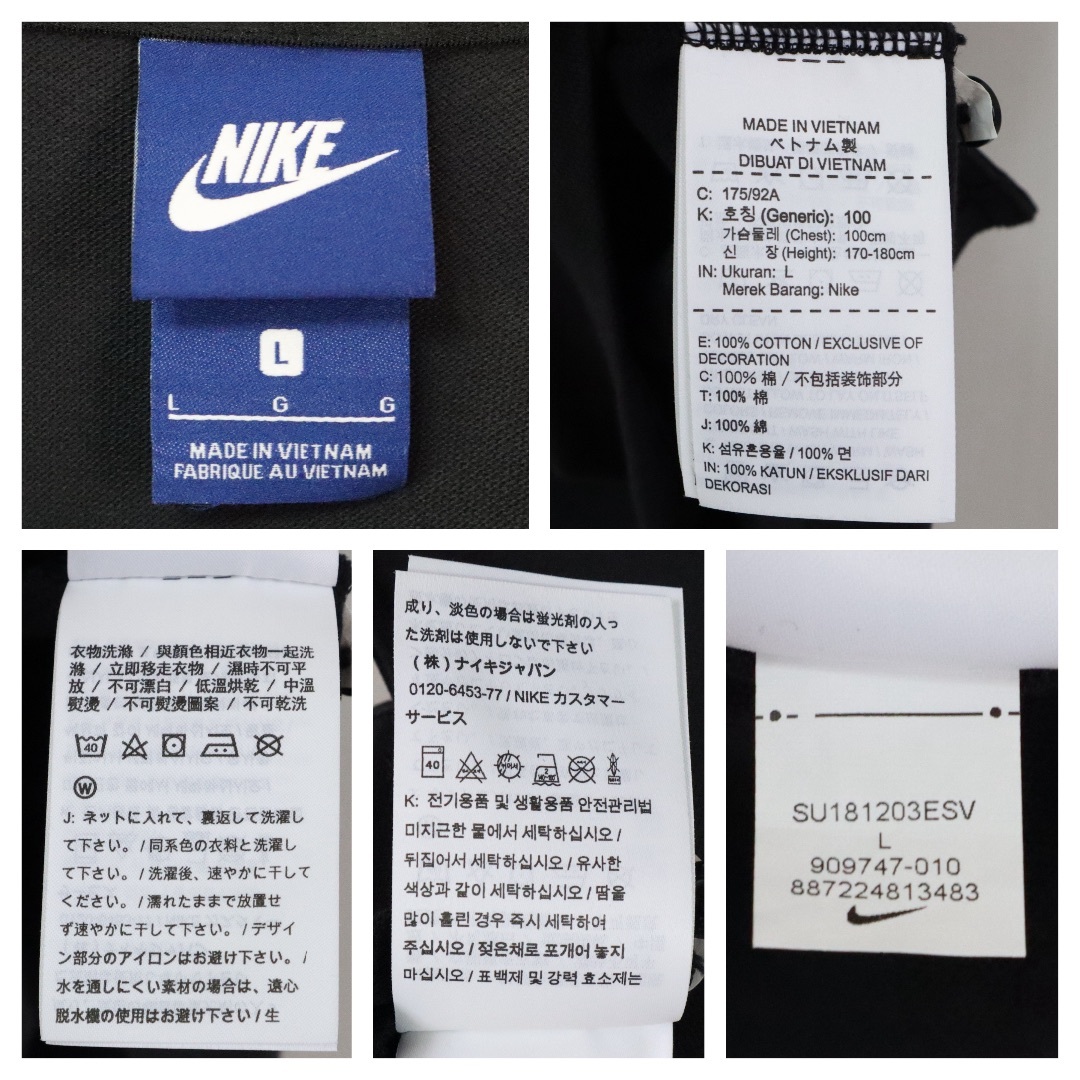 NIKE
L
L G G
MADE IN VIETNAM
FABRIQUE AU VIETNAM
MADE IN VIETNAM
ベトナム製
DIBUAT DI VIETNAM
C: 175/92A
K: 호칭 (Generic): 100
가슴둘레 (Chest): 100cm
신 장 (Height): 170-180cm
IN: Ukuran: L
Merek Barang: Nike
E: 100% COTTON / EXCLUSIVE OF
DECORATION
C: 100% 棉 / 不包括装饰部分
T: 100% 棉
J: 100% 綿
K: 섬유혼용율 / 100% 면
IN: 100% KATUN / EKSKLUSIF DARI
DEKORASI
衣物洗滌 / 與顏色相近衣物一起洗
滌 / 立即移走衣物 / 濕時不可平
放 / 不可漂白 / 低溫烘乾 / 中溫
熨燙 / 不可熨燙圖案 / 不可乾洗
40
W
J: ネットに入れて、裏返して洗濯し
て下さい。/ 同系色の衣料と洗濯し
て下さい。/ 洗濯後、速やかに干して
ください。/ 濡れたままで放置せ
ず速やかに干して下さい。/ デザイ
ン部分のアイロンはお避け下さい。/
水を通しにくい素材の場合は、遠心
脱水機の使用はお避け下さい / 生
成り、淡色の場合は蛍光剤の入っ
た洗剤は使用しないで下さい
(株) ナイキジャパン
0120-6453-77 / NIKE カスタマー
サービス
40
K: 전기용품 및 생활용품 안전관리법
미지근한 물에서 세탁하십시오 /
뒤집어서 세탁하십시오 / 유사한
색상과 같이 세탁하십시오 / 땀을
많이 흘린 경우 즉시 세탁하여
주십시오 / 젖은채로 포개어 놓지
마십시오 / 표백제 및 강력 효소제는
SU181203ESV
L
909747-010
887224813483